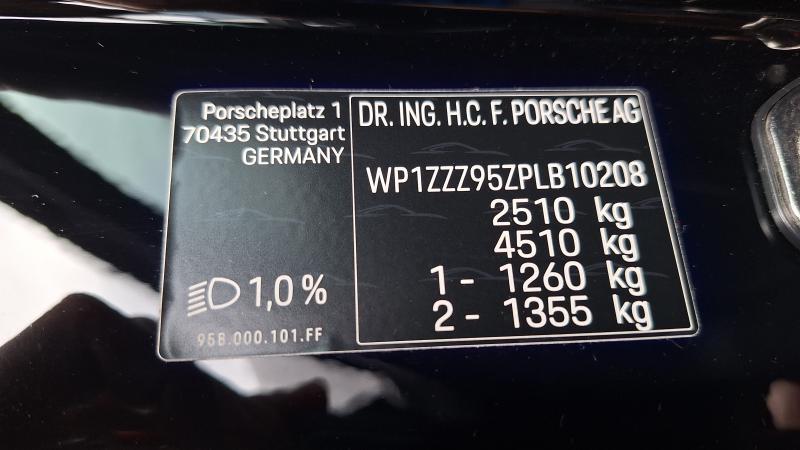 Porscheplatz 1
70435 Stuttgart
GERMANY
1,0 %
958.000.101.FF
DR. ING. H.C. F. PORSCHE AG
WP1ZZZ95ZPLB10208
2510 kg
4510 kg
1 - 1260 kg
2 - 1355 kg